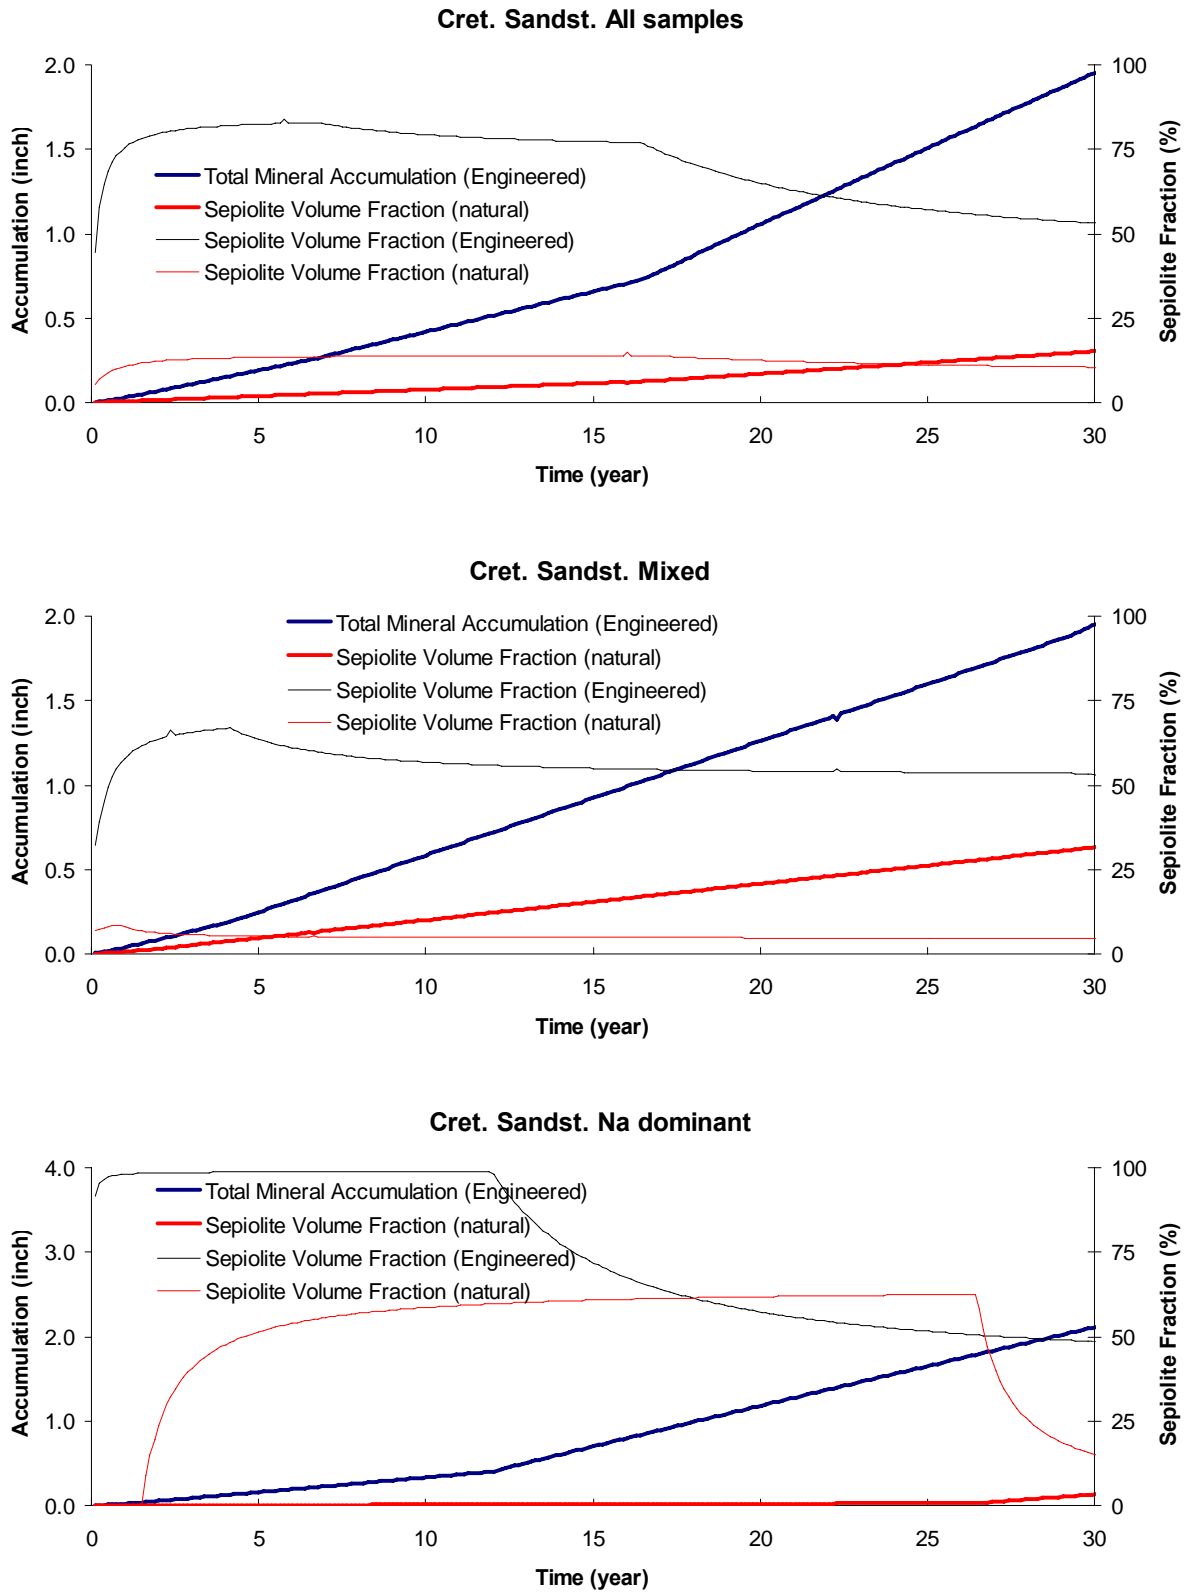 Cret. Sandst. All samples
2.0
1.5
1.0
0.5
0.0
Accumulation (inch)
100
75
50
25
0
Sepiolite Fraction (%)
Total Mineral Accumulation (Engineered)
Sepiolite Volume Fraction (natural)
Sepiolite Volume Fraction (Engineered)
Sepiolite Volume Fraction (natural)
0 5 10 15 20 25 30
Time (year)
Cret. Sandst. Mixed
2.0
1.5
1.0
0.5
0.0
Accumulation (inch)
100
75
50
25
0
Sepiolite Fraction (%)
Total Mineral Accumulation (Engineered)
Sepiolite Volume Fraction (natural)
Sepiolite Volume Fraction (Engineered)
Sepiolite Volume Fraction (natural)
0 5 10 15 20 25 30
Time (year)
Cret. Sandst. Na dominant
4.0
3.0
2.0
1.0
0.0
Accumulation (inch)
100
75
50
25
0
Sepiolite Fraction (%)
Total Mineral Accumulation (Engineered)
Sepiolite Volume Fraction (natural)
Sepiolite Volume Fraction (Engineered)
Sepiolite Volume Fraction (natural)
0 5 10 15 20 25 30
Time (year)